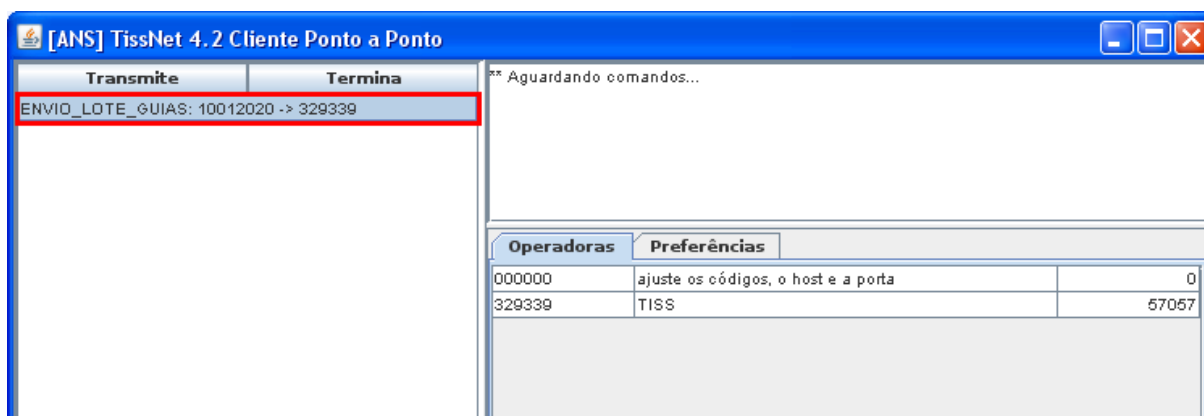 [ANS] TissNet 4.2 Cliente Ponto a Ponto
Transmite Termina
ENVIO_LOTE_GUIAS: 10012020 -> 329339
** Aguardando comandos...
Operadoras Preferências
000000 ajuste os códigos, o host e a porta 0
329339 TISS 57057